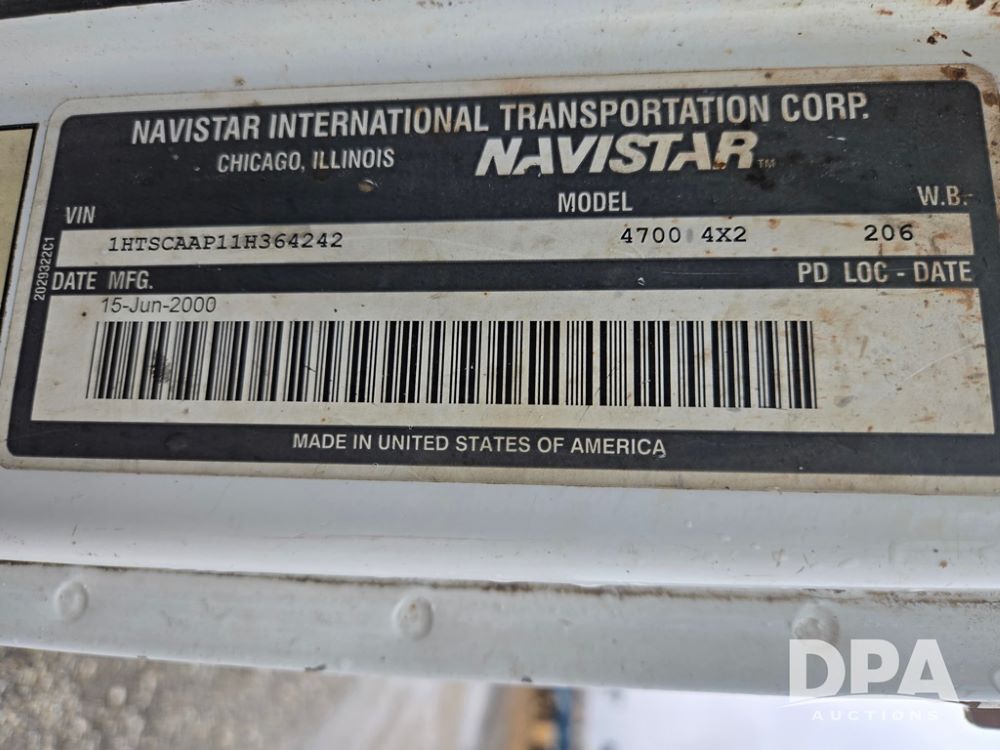 NAVISTAR INTERNATIONAL TRANSPORTATION CORP.
CHICAGO, ILLINOIS NAVISTAR™
VIN MODEL W.B.
1HTSCAAP11H364242 4700 4X2 206
2029322C1
DATE MFG. PD LOC - DATE
15-Jun-2000
MADE IN UNITED STATES OF AMERICA
DPA
AUCTIONS